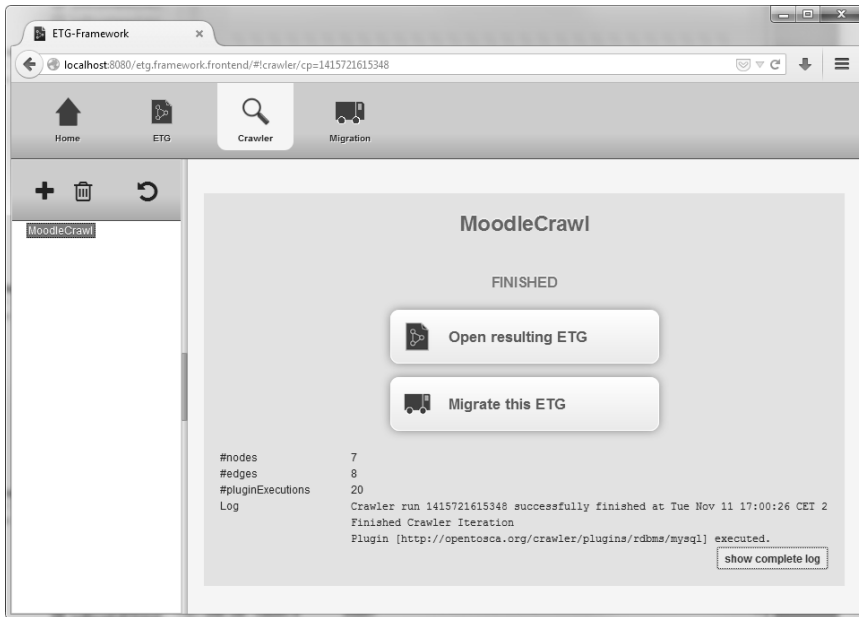 ETG-Framework
localhost:8080/etg.framework.frontend/#!crawler/cp=1415721615348
Home
ETG
Crawler
Migration
MoodleCrawl
MoodleCrawl
FINISHED
Open resulting ETG
Migrate this ETG
#nodes 7
#edges 8
#pluginExecutions 20
Log Crawler run 1415721615348 successfully finished at Tue Nov 11 17:00:26 CET 2
Finished Crawler Iteration
Plugin [http://opentosca.org/crawler/plugins/rdbms/mysql] executed.
show complete log